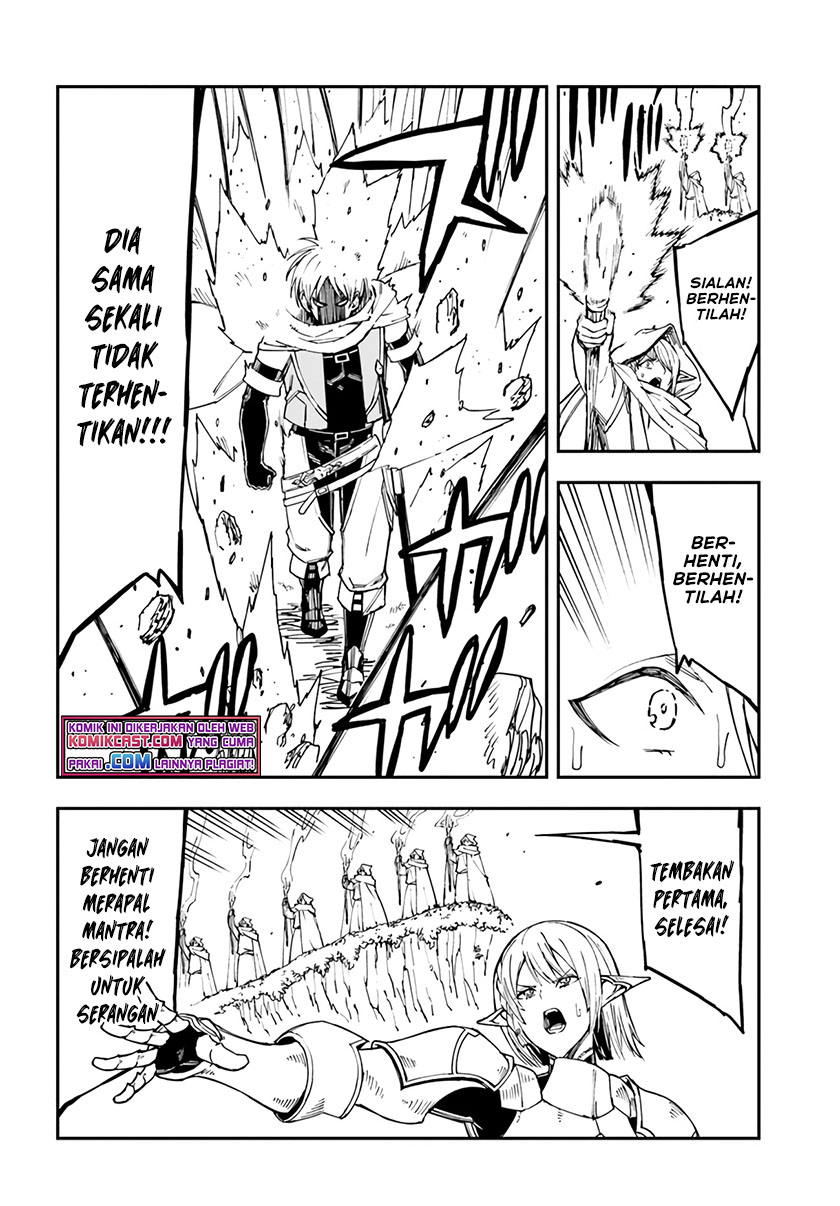 SIALAN!
BERHEN-
TILAH!
BER-
HENTI,
BERHEN-
TILAH!
DIA
SAMA
SEKALI
TIDAK
TERHEN-
TIKAN!!!
KOMIK INI DIKERJAKAN OLEH WEB
KOMIKCAST.COM YANG CUMA
PAKAI .COM LAINNYA PLAGIAT!
TEMBAKAN
PERTAMA,
SELESAI!
JANGAN
BERHENTI
MERAPAL
MANTRA!
BERSIPALAH
UNTUK
SERANGAN